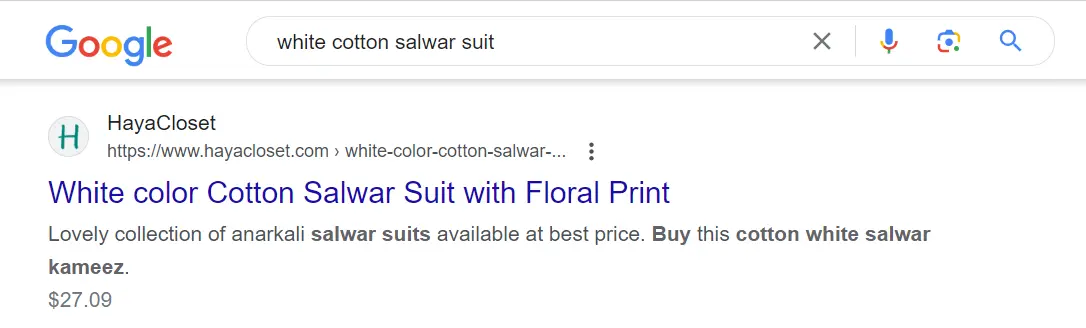 Google
white cotton salwar suit
H
HayaCloset
https://www.hayacloset.com › white-color-cotton-salwar-...
White color Cotton Salwar Suit with Floral Print
Lovely collection of anarkali salwar suits available at best price. Buy this cotton white salwar
kameez.
$27.09